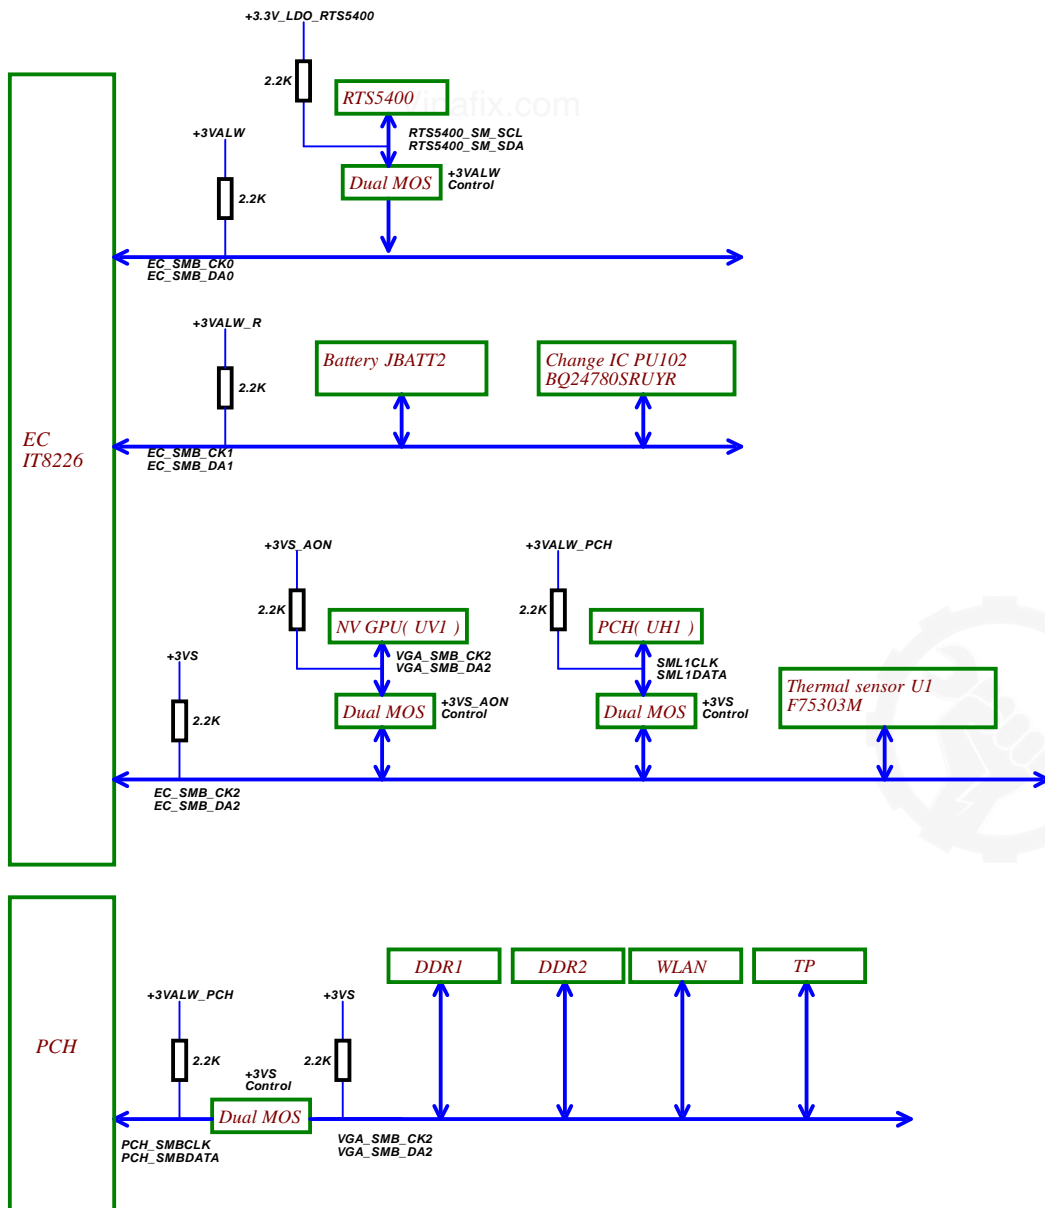 +3.3V_LDO_RTS5400
2.2K
RTS5400
inafix.com
RTS5400_SM_SCL
RTS5400_SM_SDA
+3VALW
2.2K
Dual MOS
+3VALW
Control
EC_SMB_CK0
EC_SMB_DA0
+3VALW_R
2.2K
Battery JBATT2
Change IC PU102
BQ24780SRUYR
EC
IT8226
EC_SMB_CK1
EC_SMB_DA1
+3VS_AON
2.2K
NV GPU( UV1 )
VGA_SMB_CK2
VGA_SMB_DA2
+3VALW_PCH
2.2K
PCH( UH1 )
SML1CLK
SML1DATA
+3VS
2.2K
Dual MOS
+3VS_AON
Control
Dual MOS
+3VS
Control
Thermal sensor U1
F75303M
EC_SMB_CK2
EC_SMB_DA2
DDR1
DDR2
WLAN
TP
+3VALW_PCH
+3VS
PCH
2.2K
2.2K
+3VS
Control
Dual MOS
PCH_SMBCLK
PCH_SMBDATA
VGA_SMB_CK2
VGA_SMB_DA2